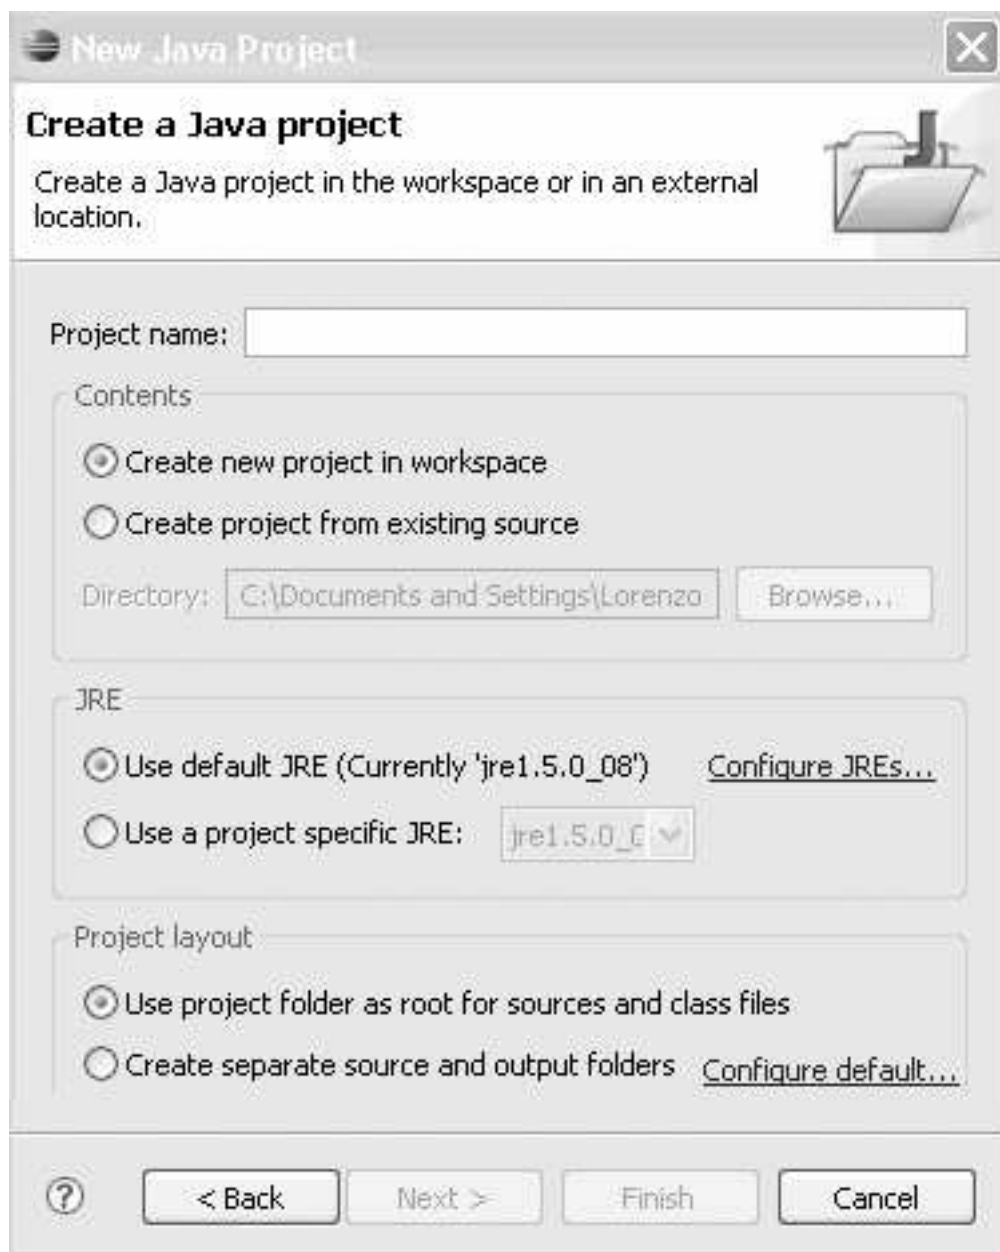 New Java Project
Create a Java project
Create a Java project in the workspace or in an external
location.
Project name:
Contents
Create new project in workspace
Create project from existing source
Directory: C:\Documents and Settings\Lorenzo Browse...
JRE
Use default JRE (Currently 'jre1.5.0_08') Configure JREs...
Use a project specific JRE: jre1.5.0_0
Project layout
Use project folder as root for sources and class files
Create separate source and output folders Configure default...
? < Back Next > Finish Cancel